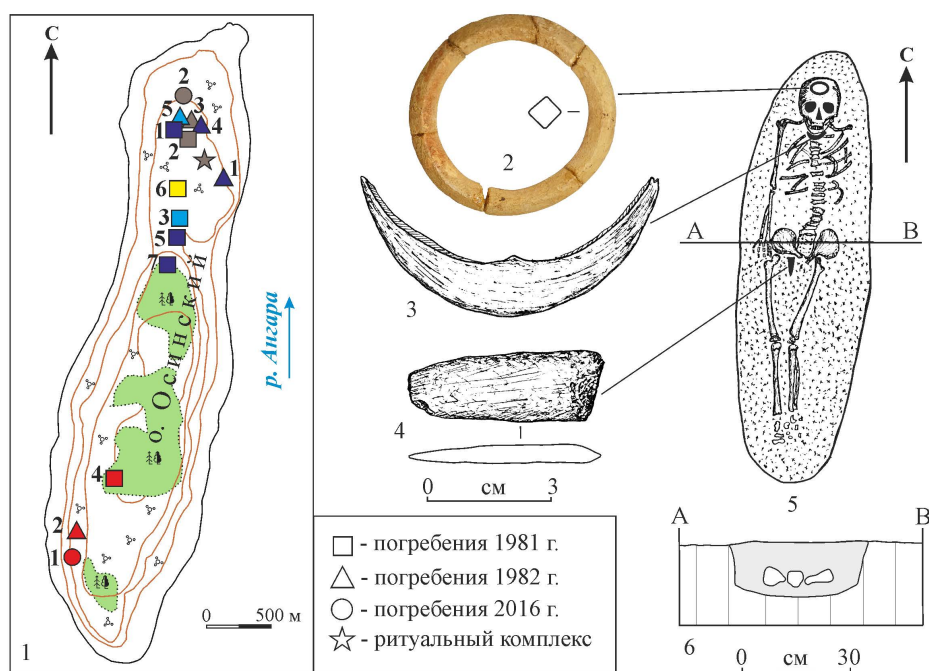 С
2
5
3
1
4
2
1
6
3
5
7
о. Осинский
р. Ангара
4
2
1
0 500 м
1
2
3
4
0 см 3
С
А В
5
А В
6
0 см 30
□ - погребения 1981 г.
△ - погребения 1982 г.
○ - погребения 2016 г.
☆ - ритуальный комплекс